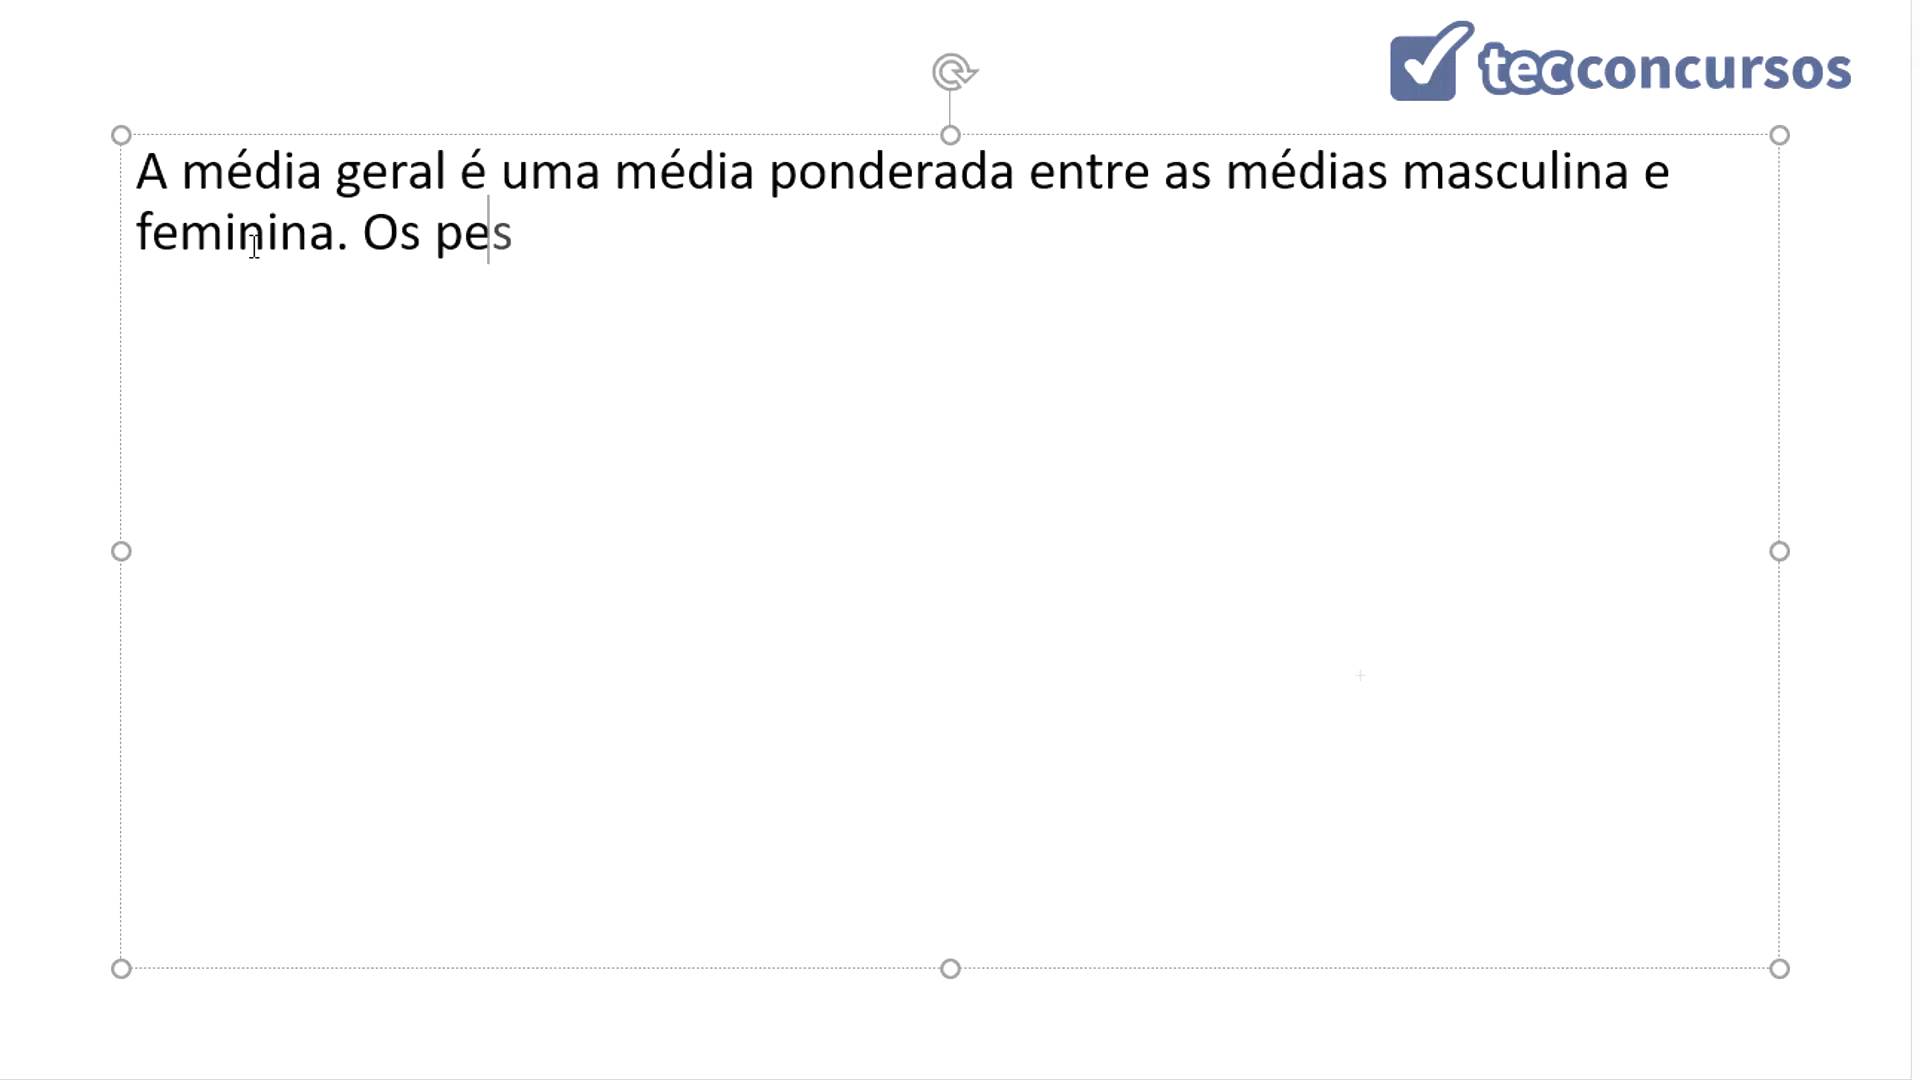 tecconcursos
A média geral é uma média ponderada entre as médias masculina e
feminina. Os pes